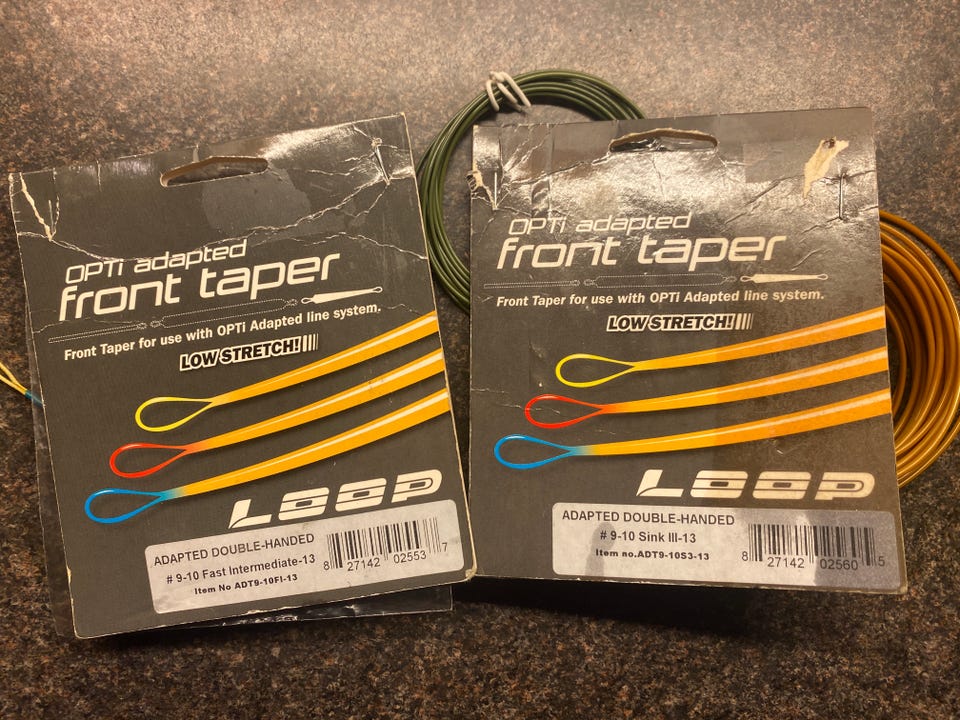 OPTi adapted
front taper
Front Taper for use with OPTi Adapted line system.
LOW STRETCH!
LOOP
ADAPTED DOUBLE-HANDED
# 9-10 Fast Intermediate-13
Item No ADT9-10FI-13
8 27142 02553 7
OPTi adapted
front taper
Front Taper for use with OPTi Adapted line system.
LOW STRETCH!
LOOP
ADAPTED DOUBLE-HANDED
# 9-10 Sink III-13
Item no.ADT9-10S3-13
8 27142 02560 5